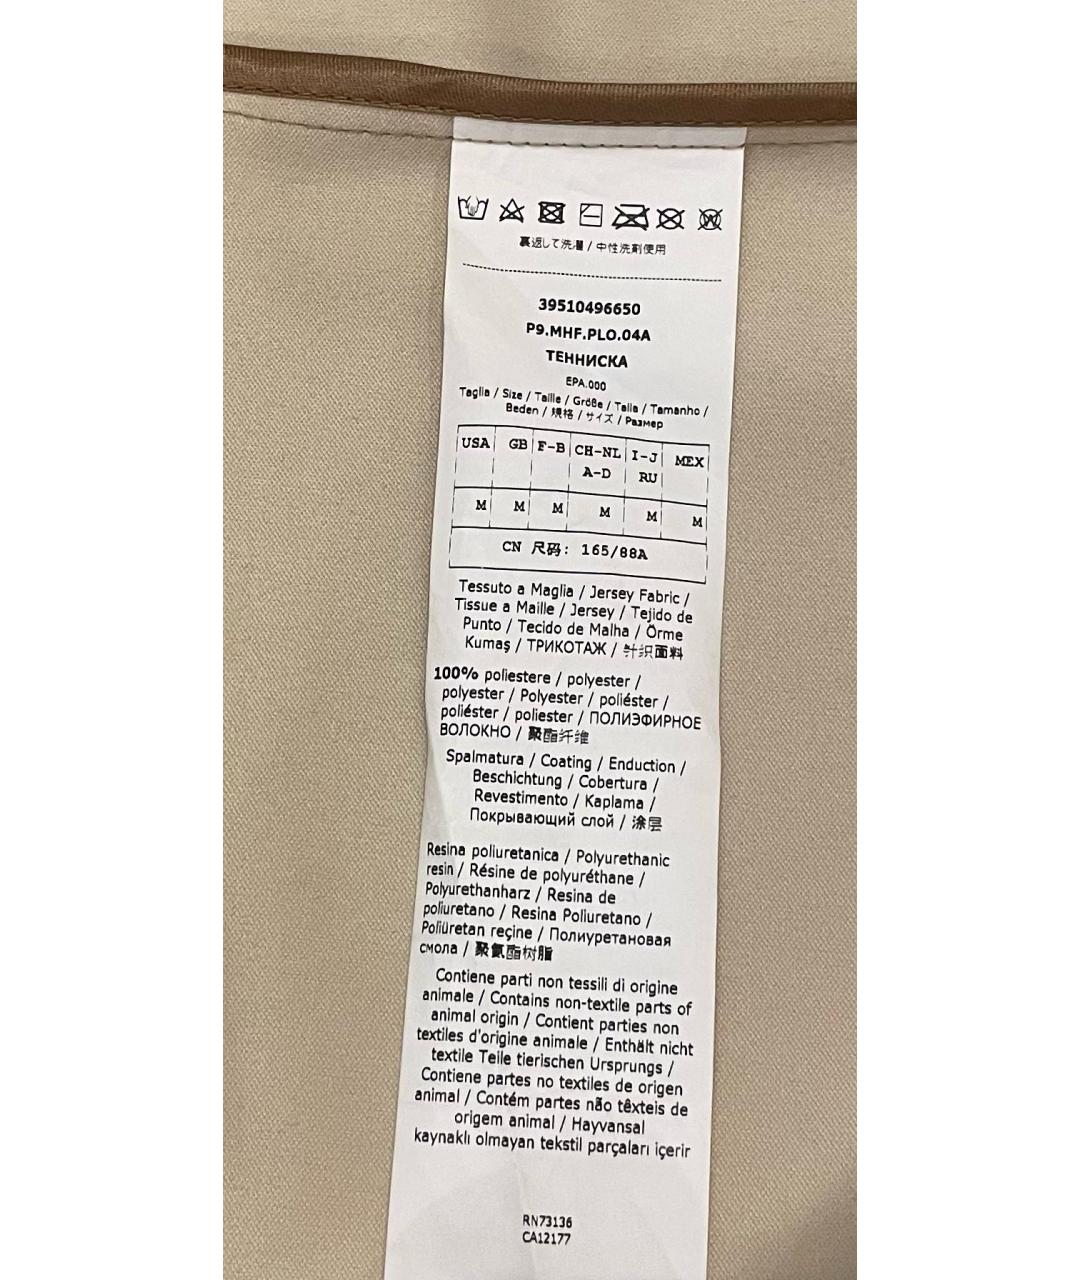 裏返して洗濯 / 中性洗剤使用
39510496650
P9.MHF.PLO.04A
ТЕННИСКА
EPA.000
Taglia / Size / Taille / Größe / Talla / Tamanho /
Beden / 規格 / サイズ / Размер
USA GB F-B CH-NL I-J MEX
A-D RU
M M M M M M
CN 尺码: 165/88A
Tessuto a Maglia / Jersey Fabric /
Tissue a Maille / Jersey / Tejido de
Punto / Tecido de Malha / Örme
Kumaş / ТРИКОТАЖ / 针织面料
100% poliestere / polyester /
polyester / Polyester / poliéster /
poliéster / poliester / ПОЛИЭФИРНОЕ
ВОЛОКНО / 聚酯纤维
Spalmatura / Coating / Enduction /
Beschichtung / Cobertura /
Revestimento / Kaplama /
Покрывающий слой / 涂层
Resina poliuretanica / Polyurethanic
resin / Résine de polyuréthane /
Polyurethanharz / Resina de
poliuretano / Resina Poliuretano /
Poliüretan reçine / Полиуретановая
смола / 聚氨酯树脂
Contiene parti non tessili di origine
animale / Contains non-textile parts of
animal origin / Contient parties non
textiles d'origine animale / Enthält nicht
textile Teile tierischen Ursprungs /
Contiene partes no textiles de origen
animal / Contém partes não têxteis de
origem animal / Hayvansal
kaynaklı olmayan tekstil parçaları içerir
RN73136
CA12177